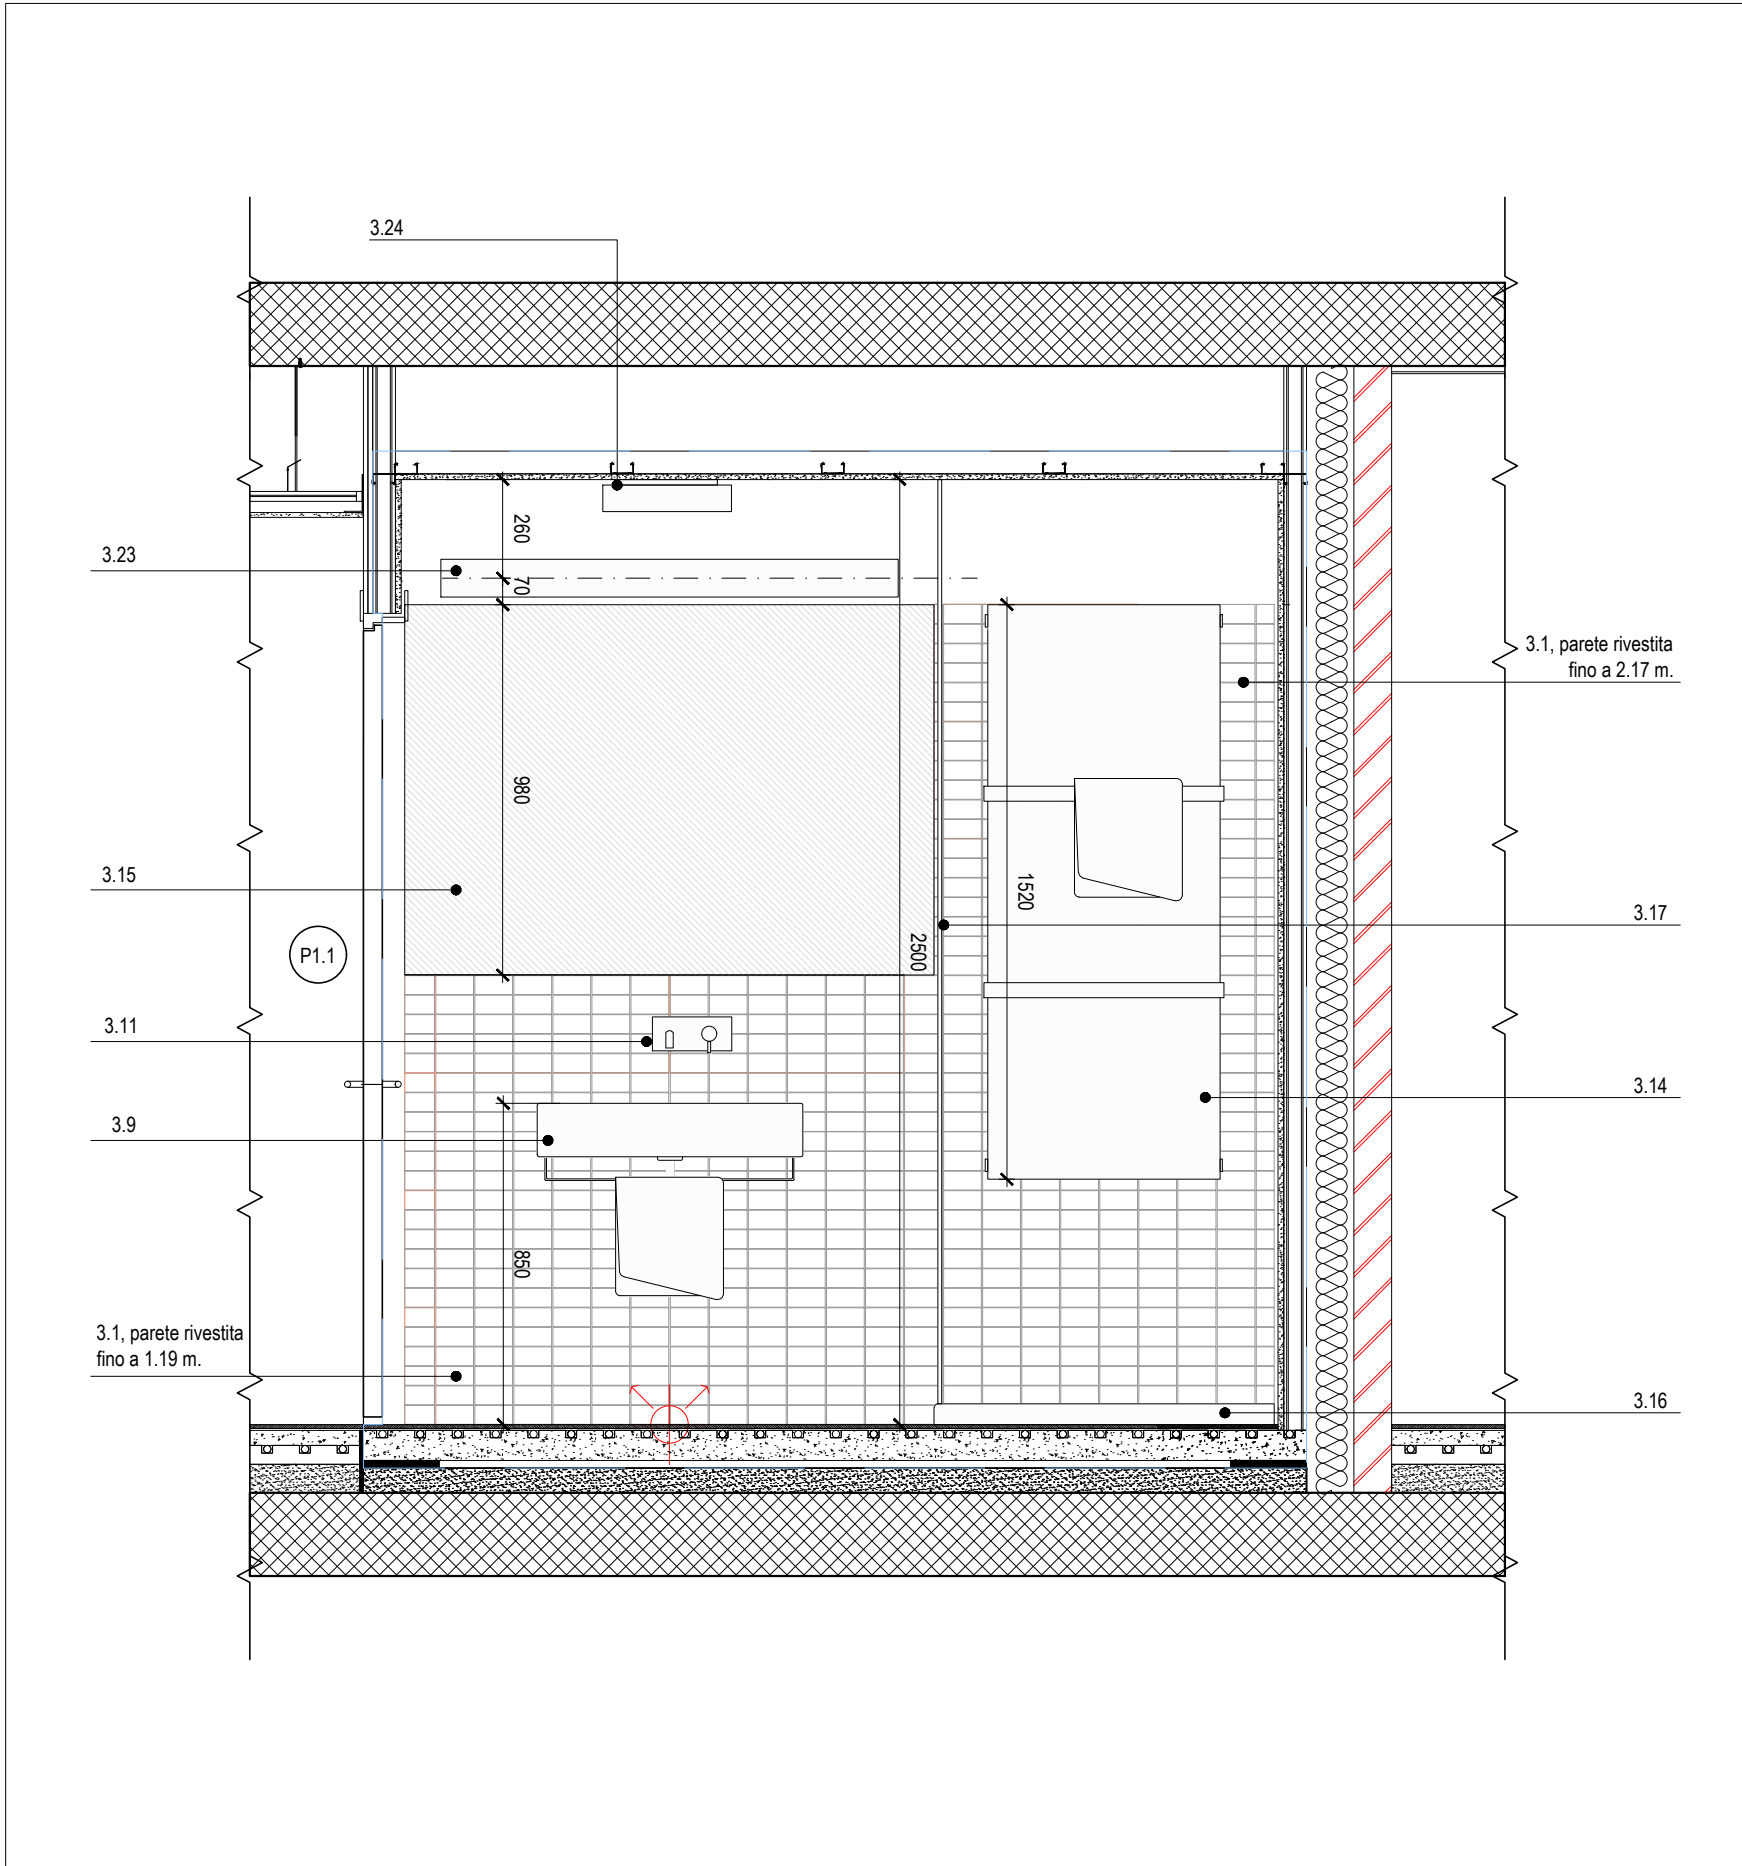 3.24
260
3.23
70
3.1, parete rivestita
fino a 2.17 m.
980
3.15
1520
3.17
2500
P1.1
3.11
3.14
3.9
850
3.1, parete rivestita
fino a 1.19 m.
3.16